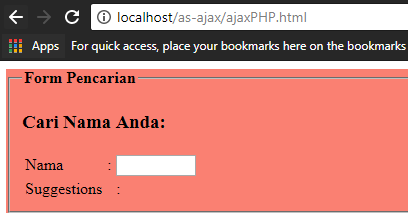 localhost/as-ajax/ajaxPHP.html
Apps For quick access, place your bookmarks here on the bookmarks
Form Pencarian
Cari Nama Anda:
Nama :
Suggestions :